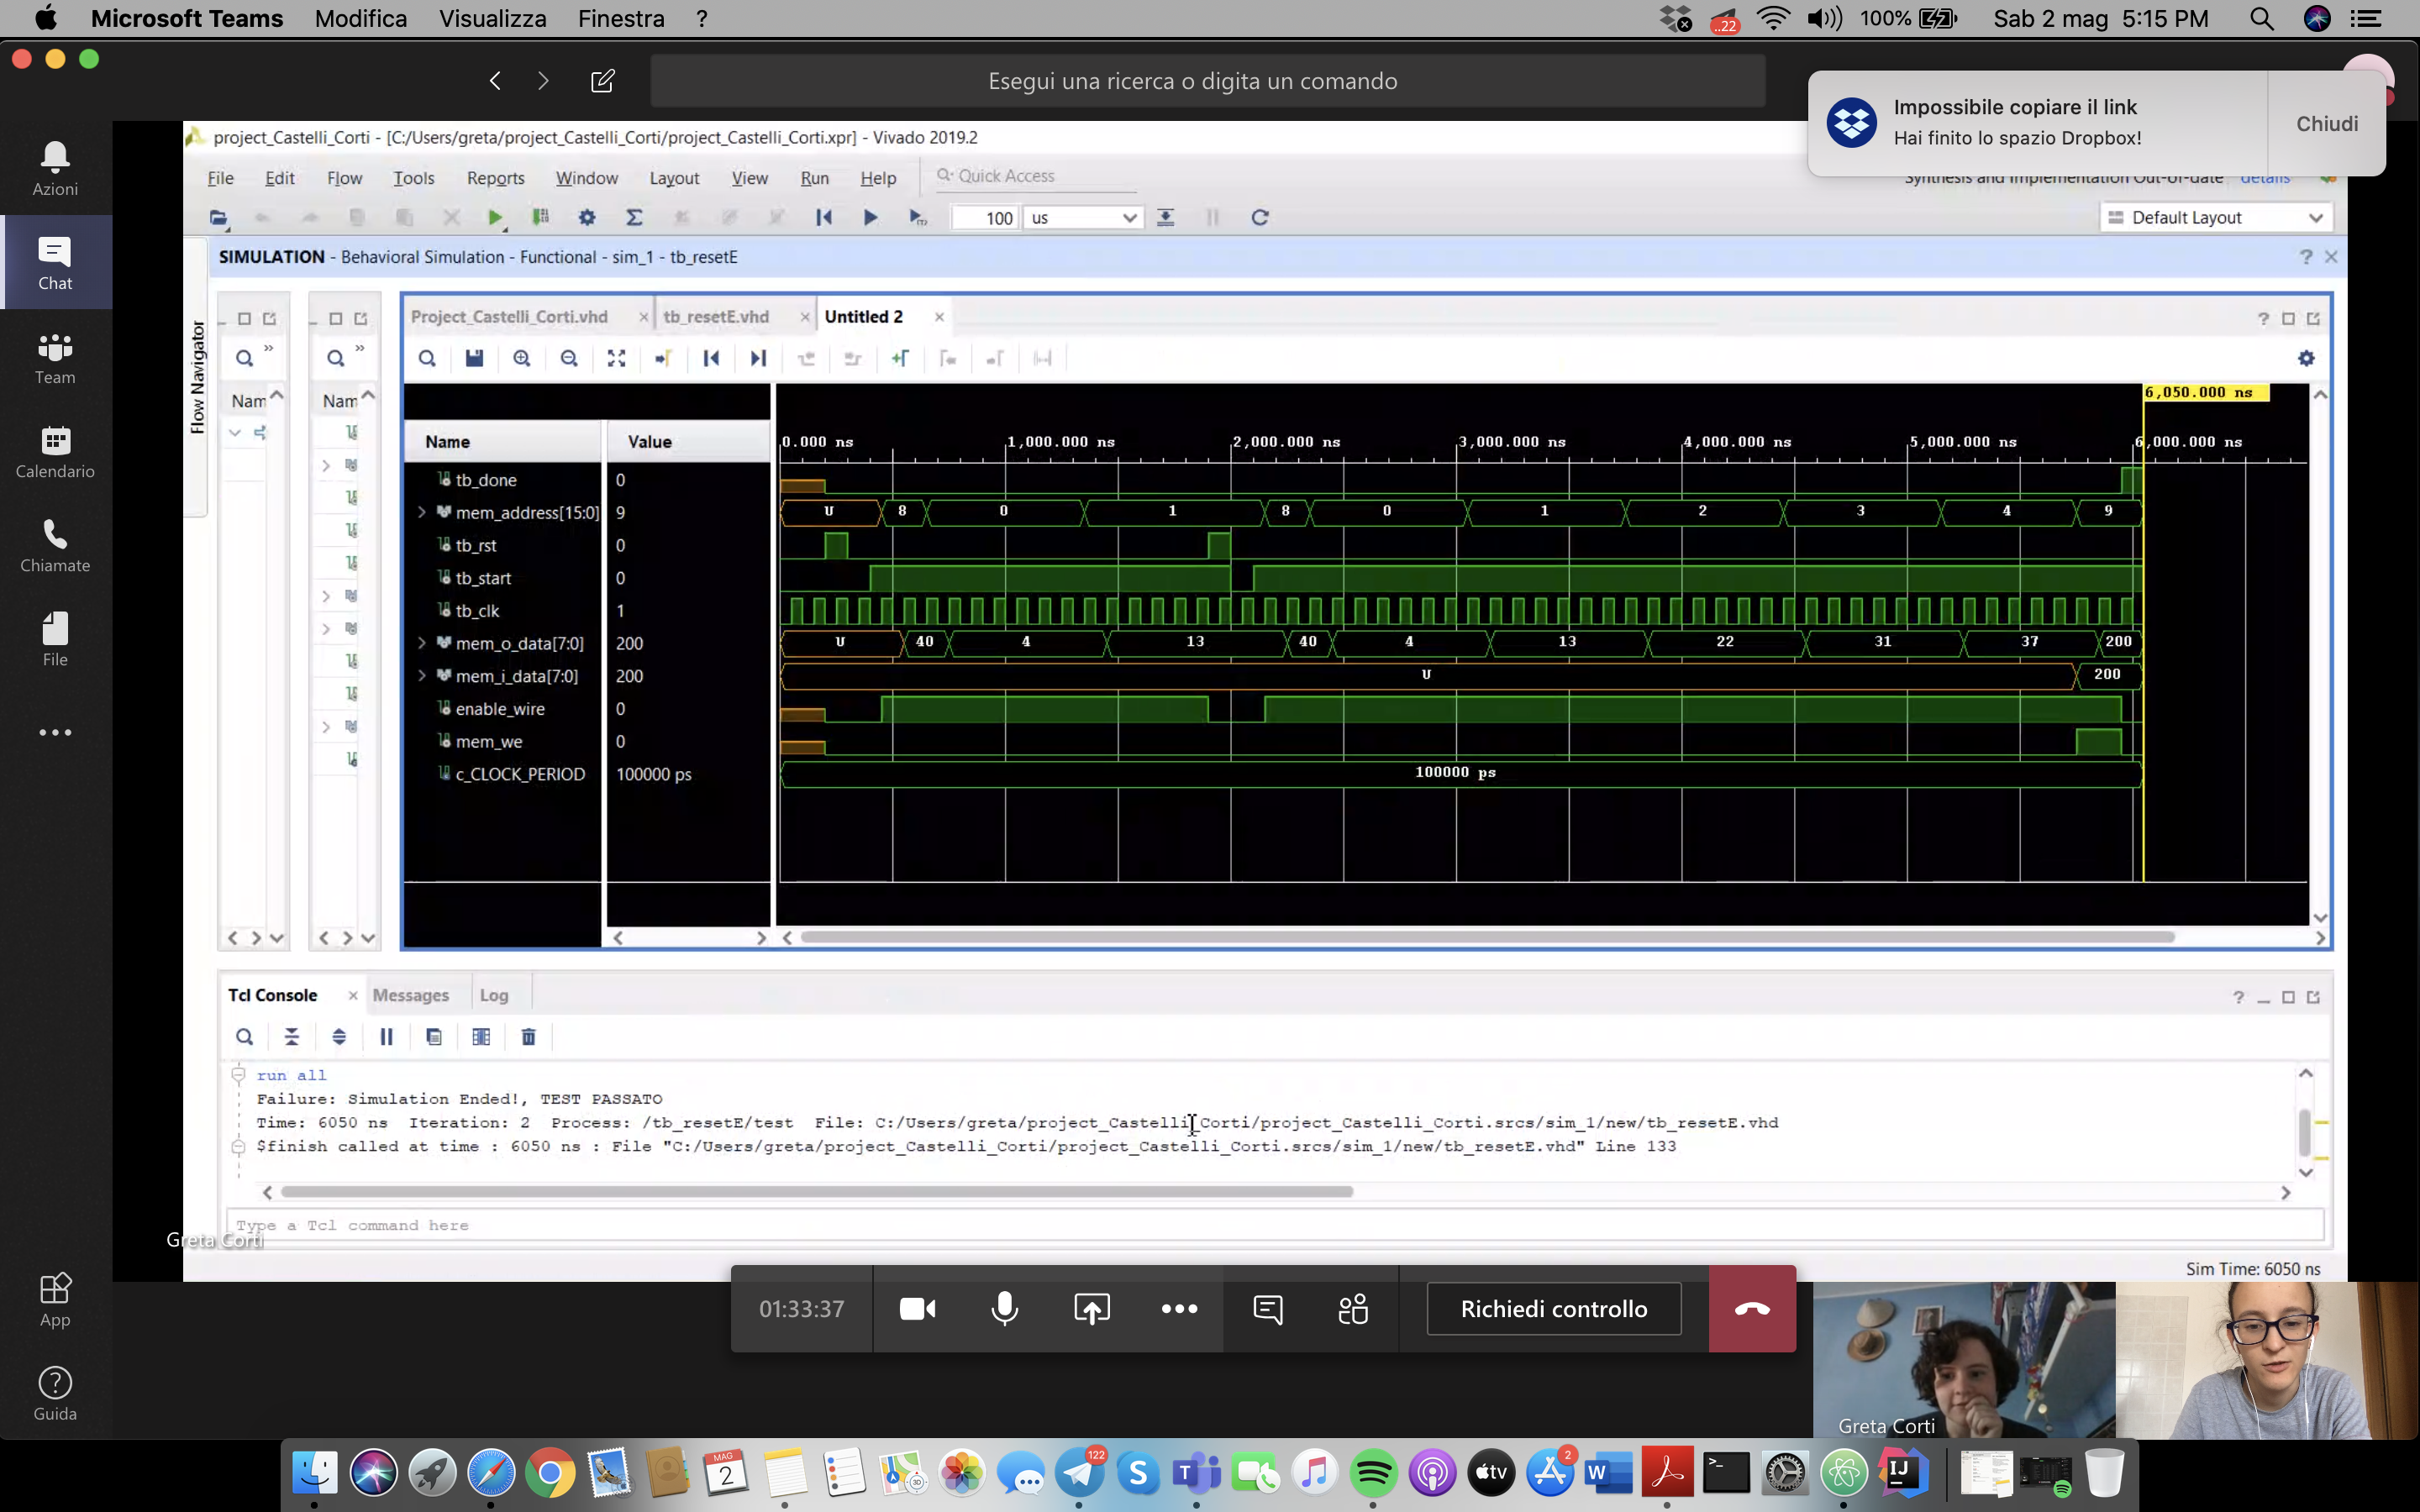 Microsoft Teams Modifica Visualizza Finestra ? ..22 100% Sab 2 mag 5:15 PM
Esegui una ricerca o digita un comando
Impossibile copiare il link
Hai finito lo spazio Dropbox!
Chiudi
Azioni
Chat
Team
Calendario
Chiamate
File
App
Guida
project_Castelli_Corti - [C:/Users/greta/project_Castelli_Corti/project_Castelli_Corti.xpr] - Vivado 2019.2
File Edit Flow Tools Reports Window Layout View Run Help Quick Access
Synthesis and Implementation Out-of-date details
100 us Default Layout
SIMULATION - Behavioral Simulation - Functional - sim_1 - tb_resetE
Flow Navigator
Nam
Nam
Project_Castelli_Corti.vhd tb_resetE.vhd Untitled 2
6,050.000 ns
Name Value
0.000 ns 1,000.000 ns 2,000.000 ns 3,000.000 ns 4,000.000 ns 5,000.000 ns 6,000.000 ns
tb_done 0
mem_address[15:0] 9 U 8 0 1 8 0 1 2 3 4 9
tb_rst 0
tb_start 0
tb_clk 1
mem_o_data[7:0] 200 U 40 4 13 40 4 13 22 31 37 200
mem_i_data[7:0] 200 U 200
enable_wire 0
mem_we 0
c_CLOCK_PERIOD 100000 ps 100000 ps
Tcl Console Messages Log
run all
Failure: Simulation Ended!, TEST PASSATO
Time: 6050 ns Iteration: 2 Process: /tb_resetE/test File: C:/Users/greta/project_Castelli_Corti/project_Castelli_Corti.srcs/sim_1/new/tb_resetE.vhd
$finish called at time : 6050 ns : File "C:/Users/greta/project_Castelli_Corti/project_Castelli_Corti.srcs/sim_1/new/tb_resetE.vhd" Line 133
Type a Tcl command here
Greta Corti
Sim Time: 6050 ns
01:33:37 Richiedi controllo
Greta Corti
MAG 2 122 tv 2 W IJ